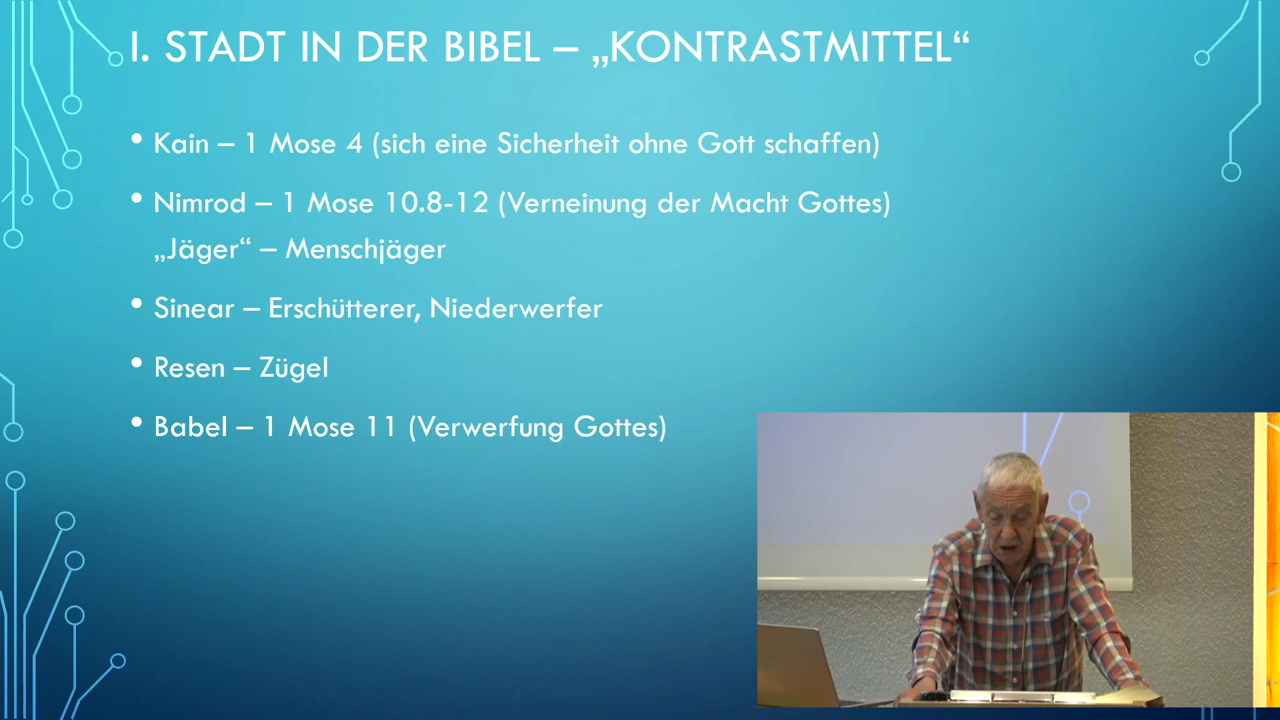 I. STADT IN DER BIBEL – „KONTRASTMITTEL“
• Kain – 1 Mose 4 (sich eine Sicherheit ohne Gott schaffen)
• Nimrod – 1 Mose 10.8-12 (Verneinung der Macht Gottes)
„Jäger“ – Menschjäger
• Sinear – Erschütterer, Niederwerfer
• Resen – Zügel
• Babel – 1 Mose 11 (Verwerfung Gottes)